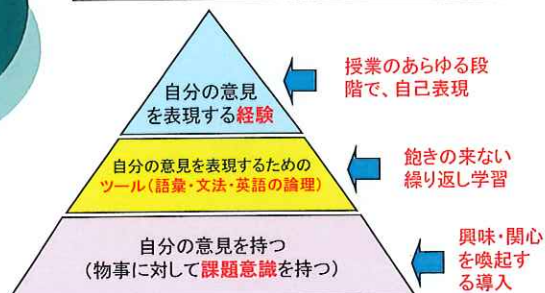 自分の意見
を表現する経験
授業のあらゆる段
階で、自己表現
自分の意見を表現するための
ツール(語彙・文法・英語の論理)
飽きの来ない
繰り返し学習
自分の意見を持つ
(物事に対して課題意識を持つ)
興味・関心
を喚起す
る導入